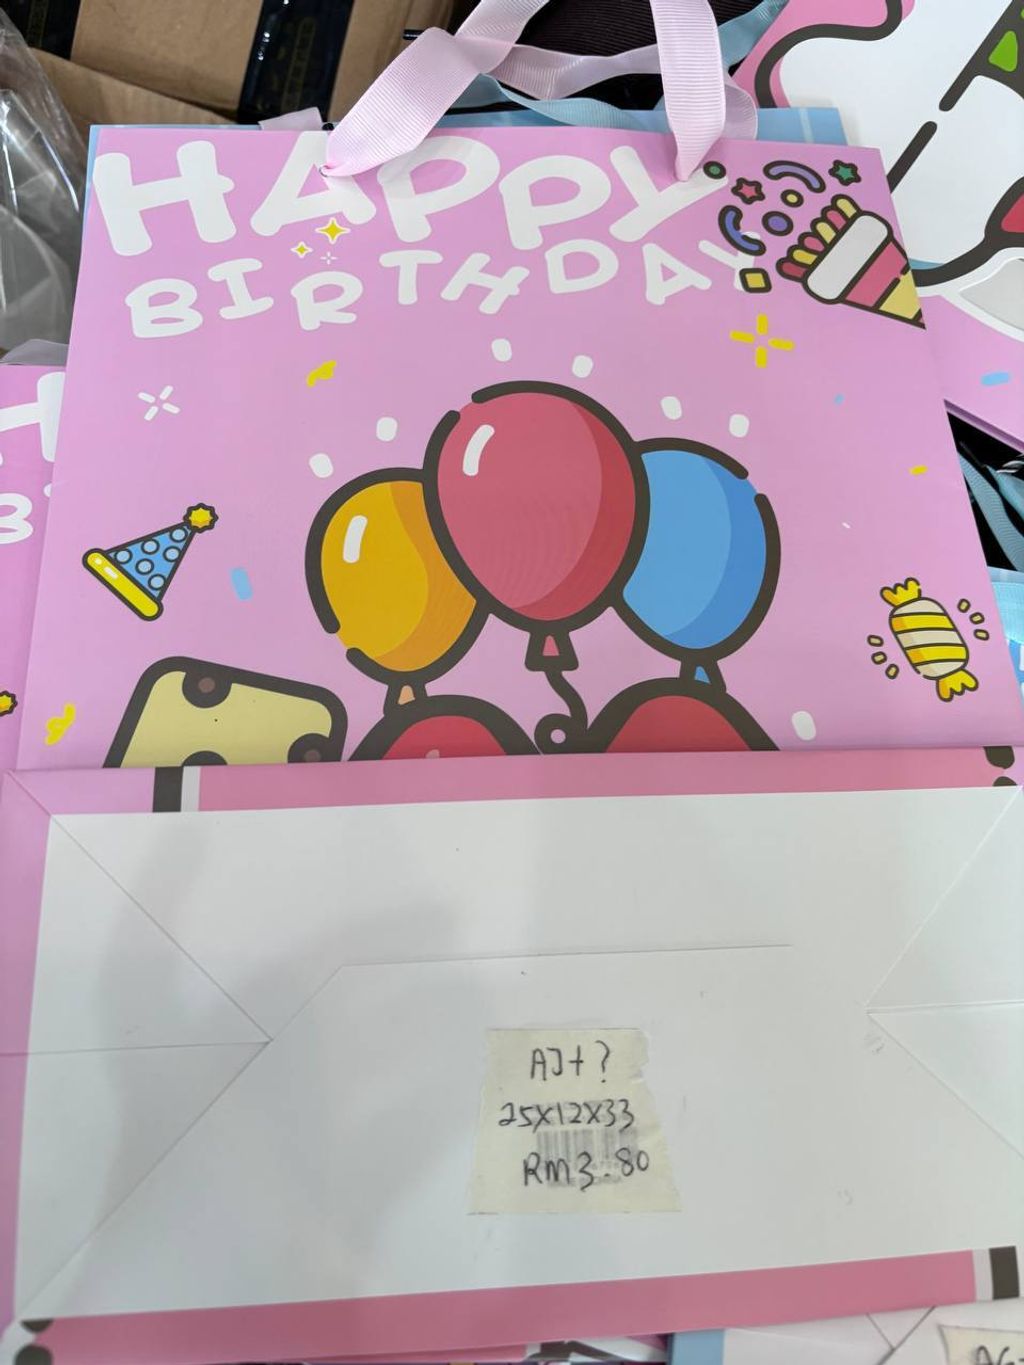 HAPPY
BIRTHDAY
AJ+?
25X12X33
RM3.80